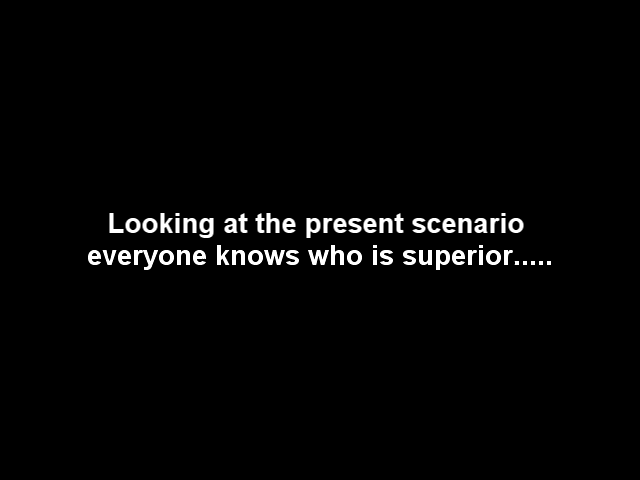 Looking at the present scenario
everyone knows who is superior.....